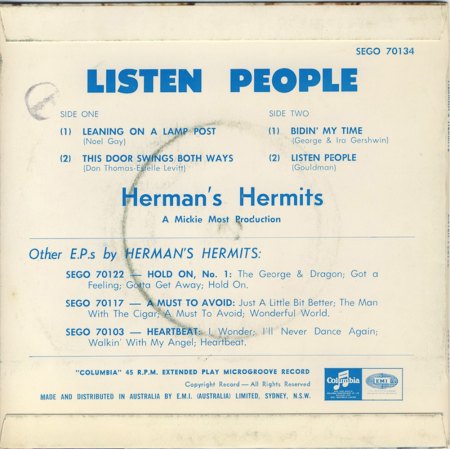 SEGO 70134
LISTEN PEOPLE
SIDE ONE
(1) LEANING ON A LAMP POST
(Noel Gay)
(2) THIS DOOR SWINGS BOTH WAYS
(Don Thomas-Estelle Levitt)
SIDE TWO
(1) BIDIN' MY TIME
(George & Ira Gershwin)
(2) LISTEN PEOPLE
(Gouldman)
Herman's Hermits
A Mickie Most Production
Other E.P.s by HERMAN'S HERMITS:
SEGO 70122 — HOLD ON, No. 1: The George & Dragon; Got a
Feeling; Gotta Get Away; Hold On.
SEGO 70117 — A MUST TO AVOID: Just A Little Bit Better; The Man
With The Cigar; A Must To Avoid; Wonderful World.
SEGO 70103 — HEARTBEAT: I Wonder; I'll Never Dance Again;
Walkin' With My Angel; Heartbeat.
"COLUMBIA" 45 R.P.M. EXTENDED PLAY MICROGROOVE RECORD
Copyright Record — All Rights Reserved
MADE AND DISTRIBUTED IN AUSTRALIA BY E.M.I. (AUSTRALIA) LIMITED, SYDNEY, N.S.W.
Columbia
EMI